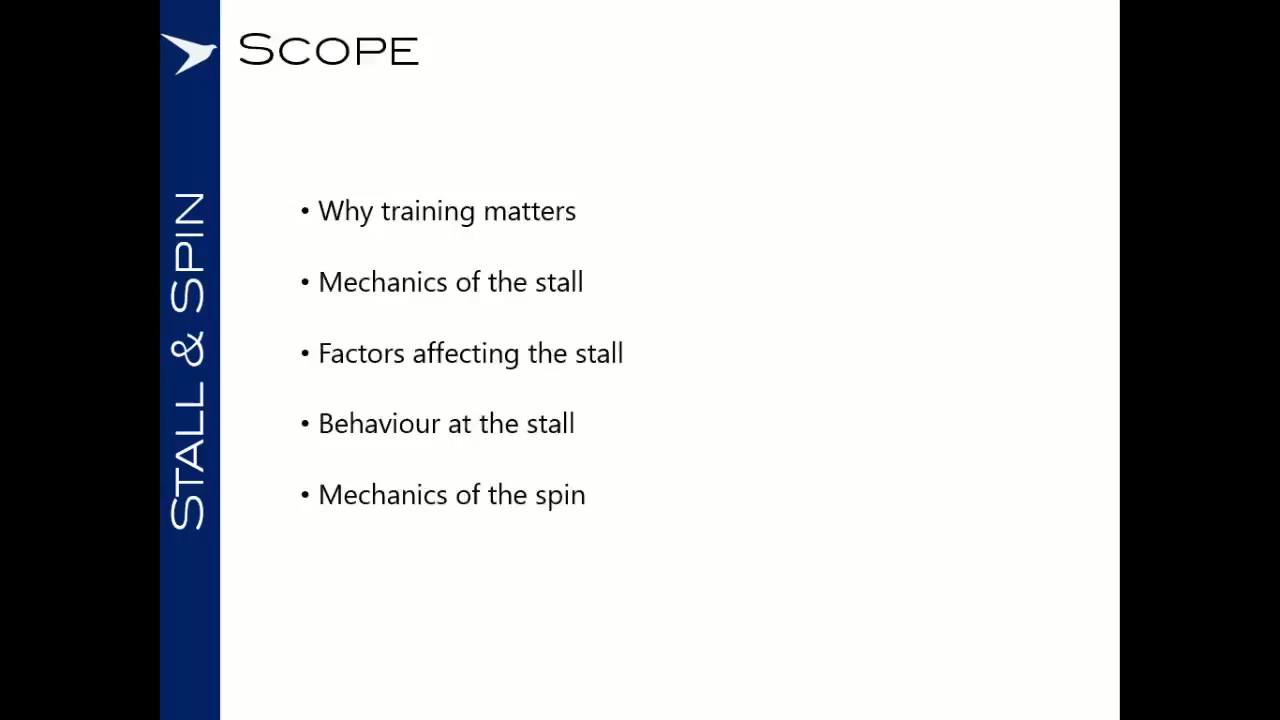 Scope
• Why training matters
• Mechanics of the stall
• Factors affecting the stall
• Behaviour at the stall
• Mechanics of the spin
Stall & Spin